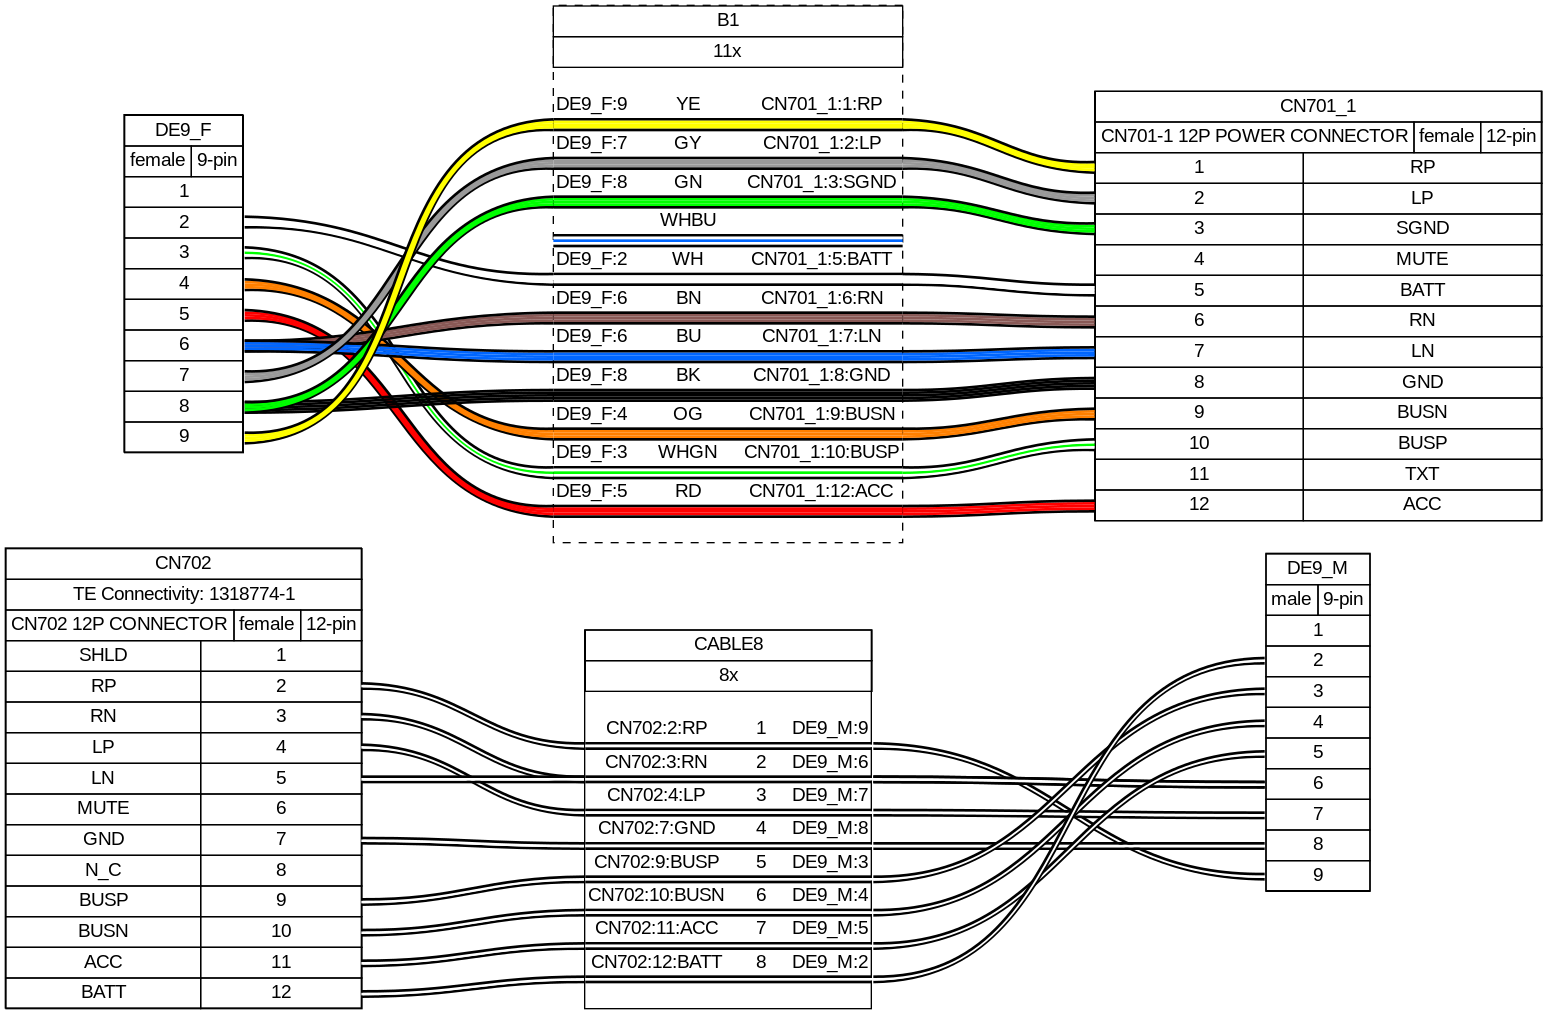 B1
11x
DE9_F:9 YE CN701_1:1:RP
DE9_F:7 GY CN701_1:2:LP
DE9_F:8 GN CN701_1:3:SGND
WHBU
DE9_F:2 WH CN701_1:5:BATT
DE9_F:6 BN CN701_1:6:RN
DE9_F:6 BU CN701_1:7:LN
DE9_F:8 BK CN701_1:8:GND
DE9_F:4 OG CN701_1:9:BUSN
DE9_F:3 WHGN CN701_1:10:BUSP
DE9_F:5 RD CN701_1:12:ACC
DE9_F
female 9-pin
1
2
3
4
5
6
7
8
9
CN701_1
CN701-1 12P POWER CONNECTOR female 12-pin
1 RP
2 LP
3 SGND
4 MUTE
5 BATT
6 RN
7 LN
8 GND
9 BUSN
10 BUSP
11 TXT
12 ACC
CN702
TE Connectivity: 1318774-1
CN702 12P CONNECTOR female 12-pin
SHLD 1
RP 2
RN 3
LP 4
LN 5
MUTE 6
GND 7
N_C 8
BUSP 9
BUSN 10
ACC 11
BATT 12
CABLE8
8x
CN702:2:RP 1 DE9_M:9
CN702:3:RN 2 DE9_M:6
CN702:4:LP 3 DE9_M:7
CN702:7:GND 4 DE9_M:8
CN702:9:BUSP 5 DE9_M:3
CN702:10:BUSN 6 DE9_M:4
CN702:11:ACC 7 DE9_M:5
CN702:12:BATT 8 DE9_M:2
DE9_M
male 9-pin
1
2
3
4
5
6
7
8
9